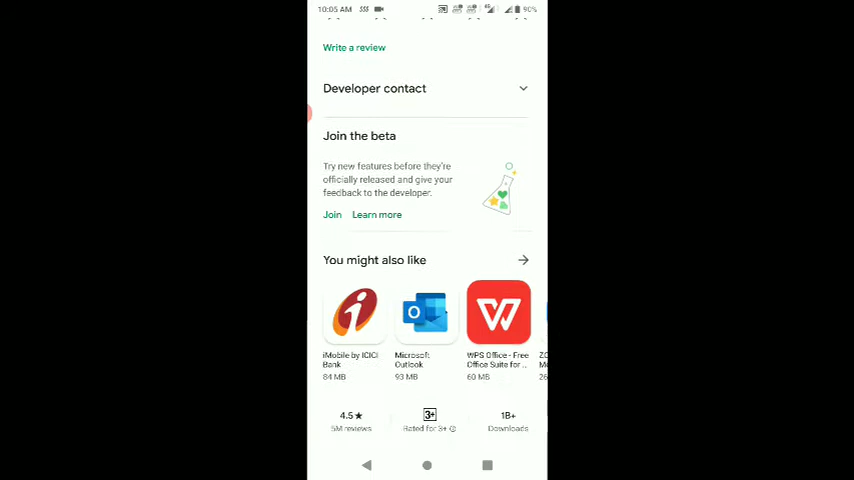 10:05 AM 90%
Write a review
Developer contact
Join the beta
Try new features before they're
officially released and give your
feedback to the developer.
Join Learn more
You might also like
iMobile by ICICI
Bank
84 MB
Microsoft
Outlook
93 MB
WPS Office - Free
Office Suite for ..
60 MB
4.5★
5M reviews
3+
Rated for 3+
1B+
Downloads